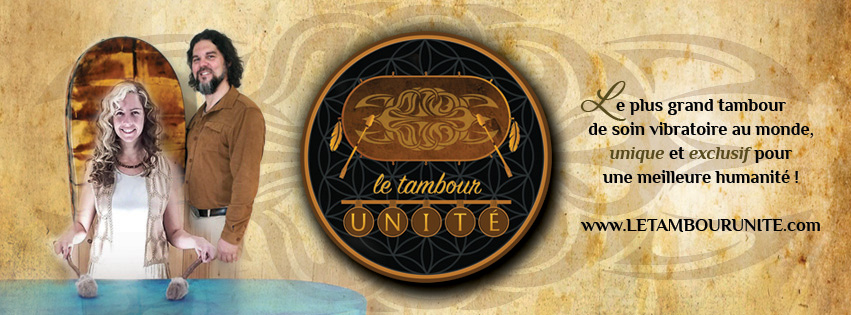 le tambour
UNITÉ
Le plus grand tambour
de soin vibratoire au monde,
unique et exclusif pour
une meilleure humanité !
www.LETAMBOURUNITE.com